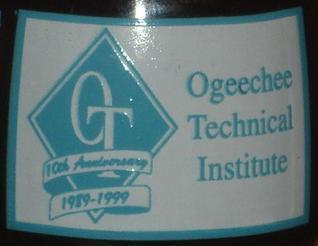 OT
10th Anniversary
1989-1999
Ogeechee
Technical
Institute